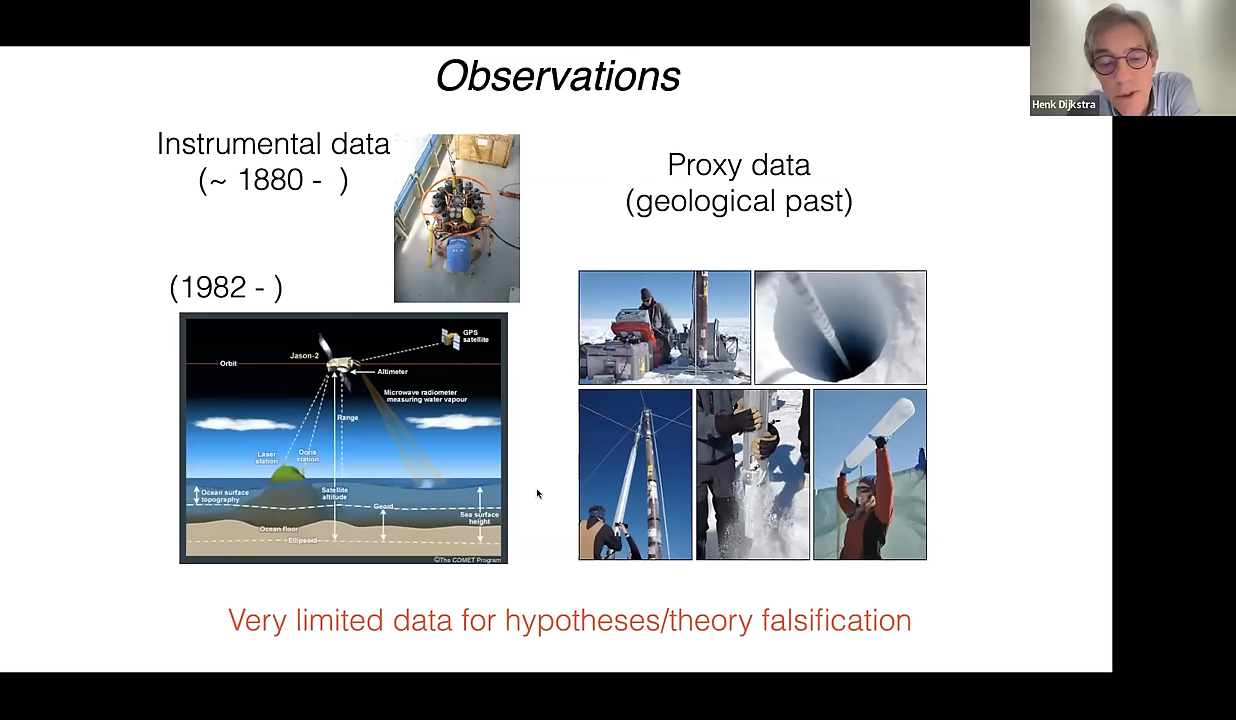 Observations
Henk Dijkstra
Instrumental data
(~ 1880 - )
Proxy data
(geological past)
(1982 - )
GPS
satellite
Jason-2
Orbit
Altimeter
Microwave radiometer
measuring water vapour
Range
Laser
station
Doris
station
Satellite
altitude
Ocean surface
topography
Geoid
Sea surface
height
Ocean floor
Ellipsoid
©The COMET Program
Very limited data for hypotheses/theory falsification